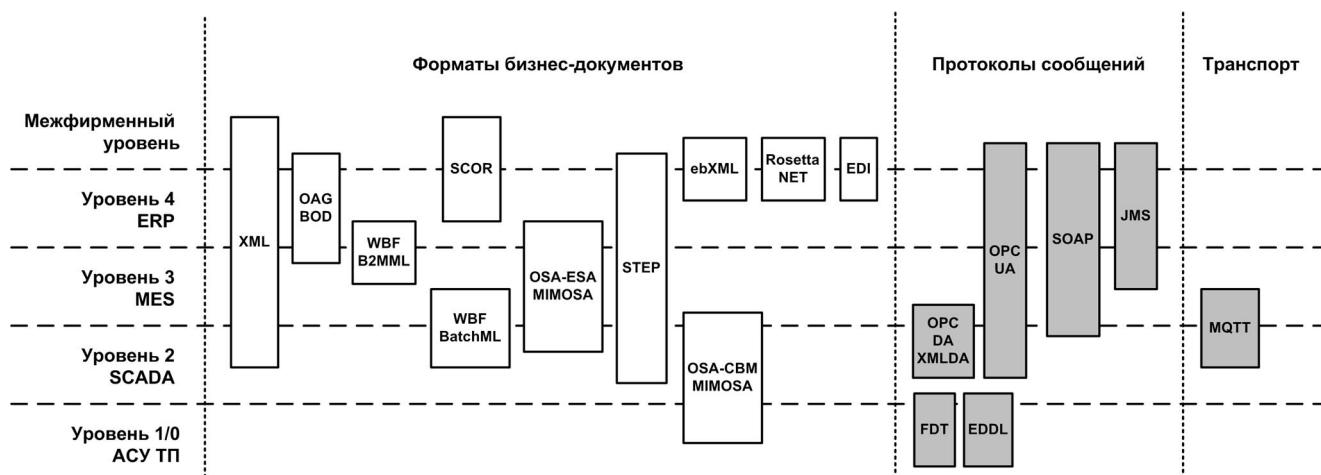 Форматы бизнес-документов
Протоколы сообщений
Транспорт
Межфирменный
уровень
Уровень 4
ERP
Уровень 3
MES
Уровень 2
SCADA
Уровень 1/0
АСУ ТП
XML
OAG
BOD
WBF
B2MML
SCOR
WBF
BatchML
OSA-ESA
MIMOSA
STEP
ebXML
Rosetta
NET
EDI
OSA-CBM
MIMOSA
OPC
DA
XMLDA
OPC
UA
SOAP
JMS
FDT
EDDL
MQTT